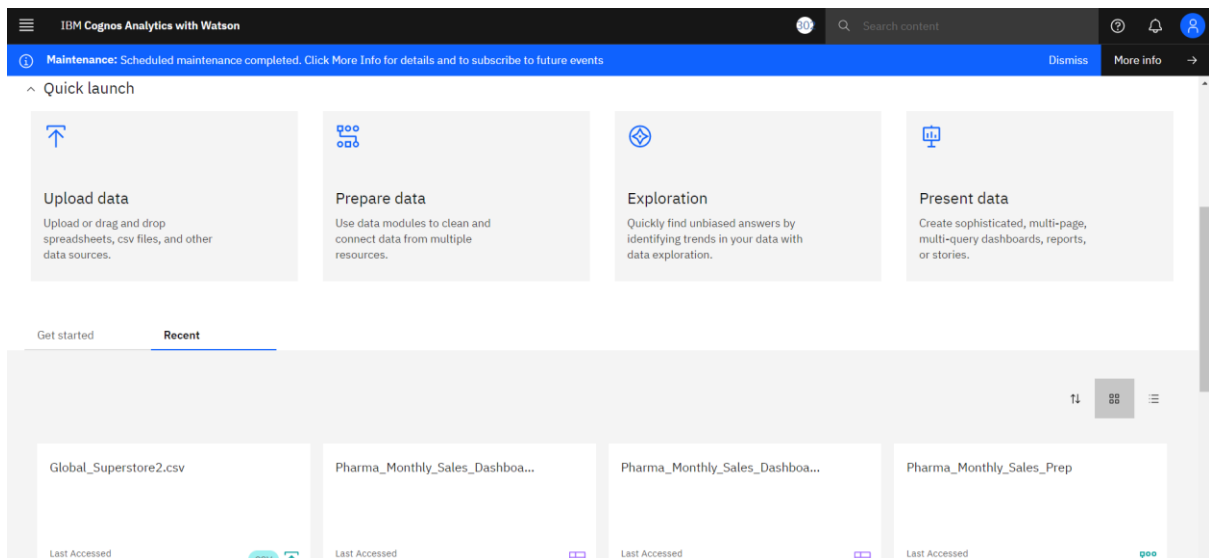 IBM Cognos Analytics with Watson
Search content
Maintenance: Scheduled maintenance completed. Click More Info for details and to subscribe to future events
Dismiss
More info
Quick launch
Upload data
Upload or drag and drop
spreadsheets, csv files, and other
data sources.
Prepare data
Use data modules to clean and
connect data from multiple
resources.
Exploration
Quickly find unbiased answers by
identifying trends in your data with
data exploration.
Present data
Create sophisticated, multi-page,
multi-query dashboards, reports,
or stories.
Get started
Recent
Global_Superstore2.csv
Pharma_Monthly_Sales_Dashboa...
Pharma_Monthly_Sales_Dashboa...
Pharma_Monthly_Sales_Prep
Last Accessed
Last Accessed
Last Accessed
Last Accessed